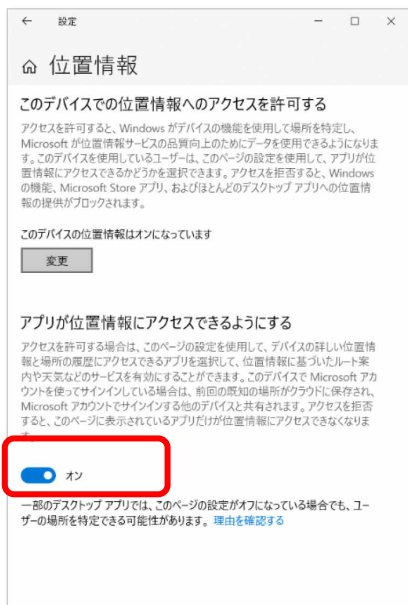 設定
位置情報
このデバイスでの位置情報へのアクセスを許可する
アクセスを許可すると、Windows がデバイスの機能を使用して場所を特定し、
Microsoft が位置情報サービスの品質向上のためにデータを使用できるようになりま
す。このデバイスを使用しているユーザーは、このページの設定を使用して、アプリが位
置情報にアクセスできるかどうかを選択できます。アクセスを拒否すると、Windows
の機能、Microsoft Store アプリ、およびほとんどのデスクトップ アプリへの位置情
報の提供がブロックされます。
このデバイスの位置情報はオンになっています
変更
アプリが位置情報にアクセスできるようにする
アクセスを許可する場合は、このページの設定を使用して、デバイスの詳しい位置情
報と場所の履歴にアクセスできるアプリを選択して、位置情報に基づいたルート案
内や天気などのサービスを有効にすることができます。このデバイスで Microsoft アカ
ウントを使ってサインインしている場合は、前回の既知の場所がクラウドに保存され、
Microsoft アカウントでサインインする他のデバイスと共有されます。アクセスを拒否
すると、このページに表示されているアプリだけが位置情報にアクセスできなくなりま
す。
オン
一部のデスクトップ アプリでは、このページの設定がオフになっている場合でも、ユー
ザーの場所を特定できる可能性があります。理由を確認する